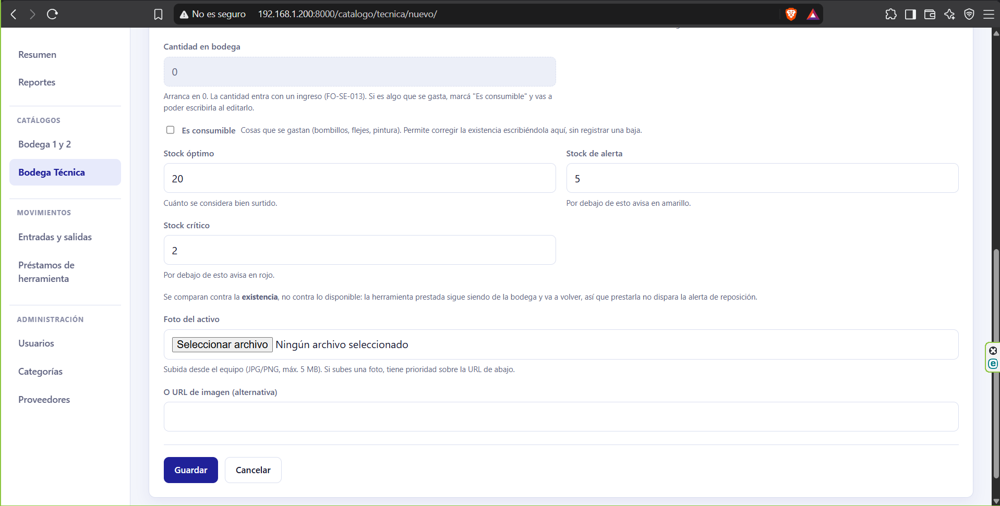 No es seguro 192.168.1.200:8000/catalogo/tecnica/nuevo/
Resumen
Reportes
CATÁLOGOS
Bodega 1 y 2
Bodega Técnica
MOVIMIENTOS
Entradas y salidas
Préstamos de
herramienta
ADMINISTRACIÓN
Usuarios
Categorías
Proveedores
Cantidad en bodega
0
Arranca en 0. La cantidad entra con un ingreso (FO-SE-013). Si es algo que se gasta, marcá "Es consumible" y vas a
poder escribirla al editarlo.
Es consumible Cosas que se gastan (bombillos, flejes, pintura). Permite corregir la existencia escribiéndola aquí, sin registrar una baja.
Stock óptimo
20
Cuánto se considera bien surtido.
Stock de alerta
5
Por debajo de esto avisa en amarillo.
Stock crítico
2
Por debajo de esto avisa en rojo.
Se comparan contra la existencia, no contra lo disponible: la herramienta prestada sigue siendo de la bodega y va a volver, así que prestarla no dispara la alerta de reposición.
Foto del activo
Seleccionar archivo Ningún archivo seleccionado
Subida desde el equipo (JPG/PNG, máx. 5 MB). Si subes una foto, tiene prioridad sobre la URL de abajo.
O URL de imagen (alternativa)
Guardar
Cancelar